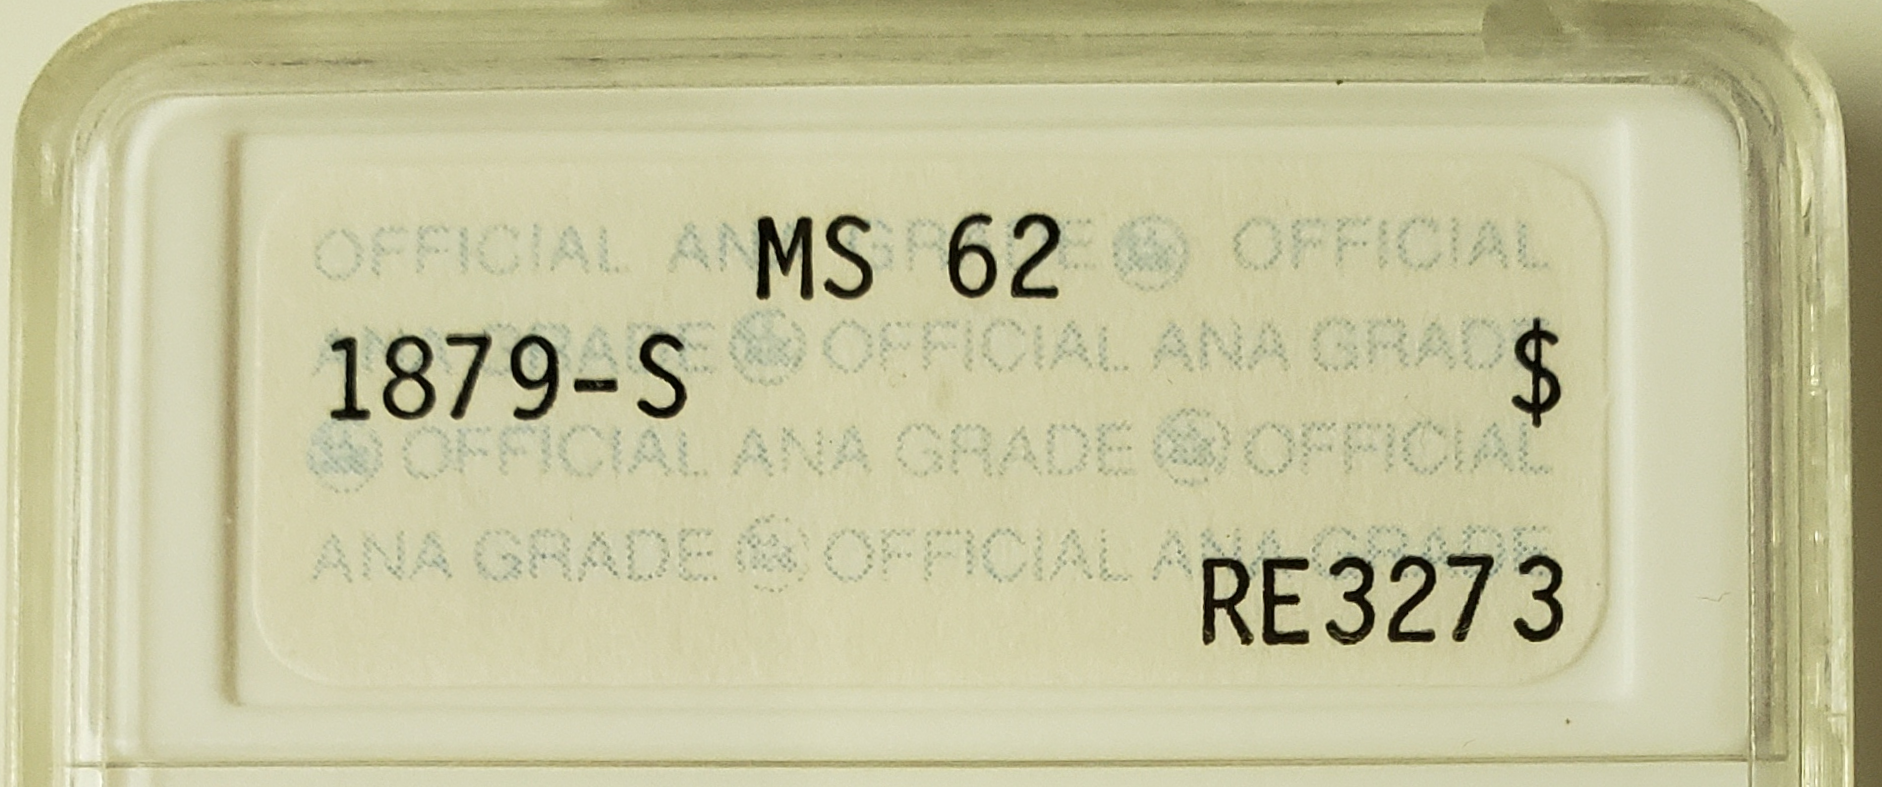 MS 62
OFFICIAL ANA GRADE OFFICIAL
1879-S $
ANA GRADE OFFICIAL ANA GRADE
OFFICIAL ANA GRADE OFFICIAL
ANA GRADE OFFICIAL ANA GRADE
RE3273